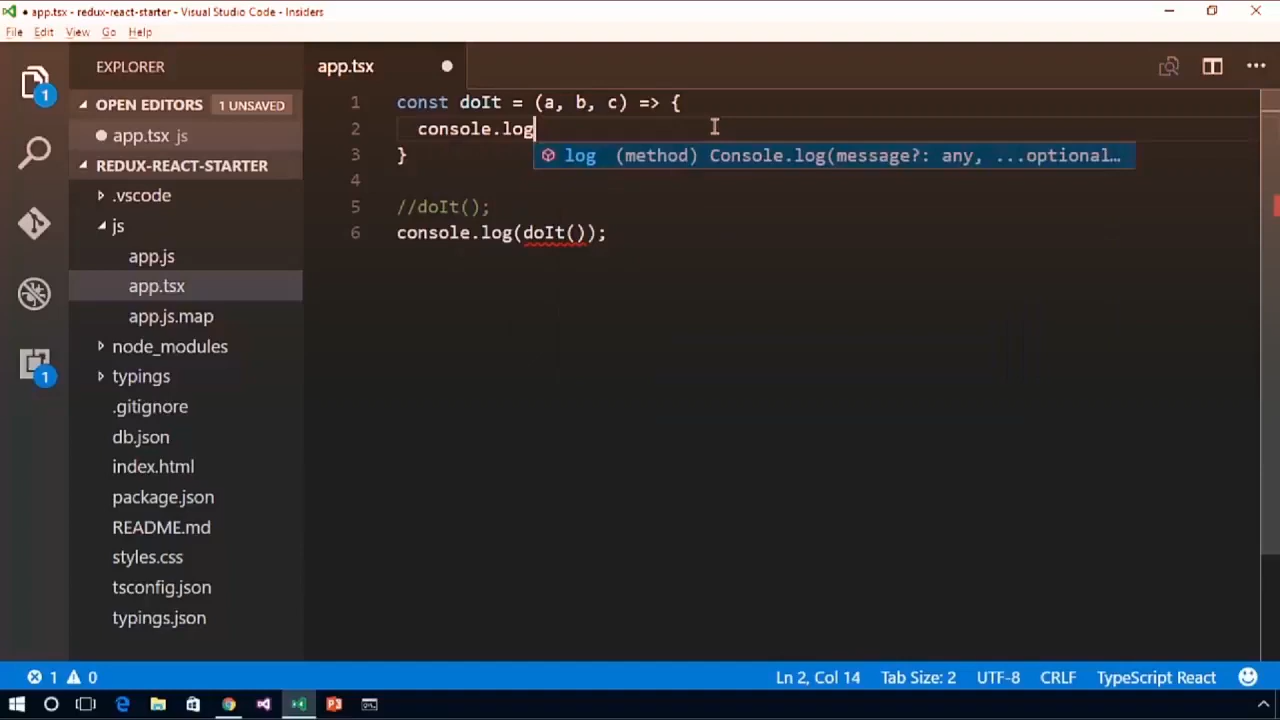 ● app.tsx - redux-react-starter - Visual Studio Code - Insiders
File Edit View Go Help
EXPLORER
OPEN EDITORS 1 UNSAVED
app.tsx js
REDUX-REACT-STARTER
.vscode
js
app.js
app.tsx
app.js.map
node_modules
typings
.gitignore
db.json
index.html
package.json
README.md
styles.css
tsconfig.json
typings.json
1
1
app.tsx
1 const doIt = (a, b, c) => {
2 console.log
log (method) Console.log(message?: any, ...optional…
3 }
4
5 //doIt();
6 console.log(doIt());
1 0
Ln 2, Col 14 Tab Size: 2 UTF-8 CRLF TypeScript React